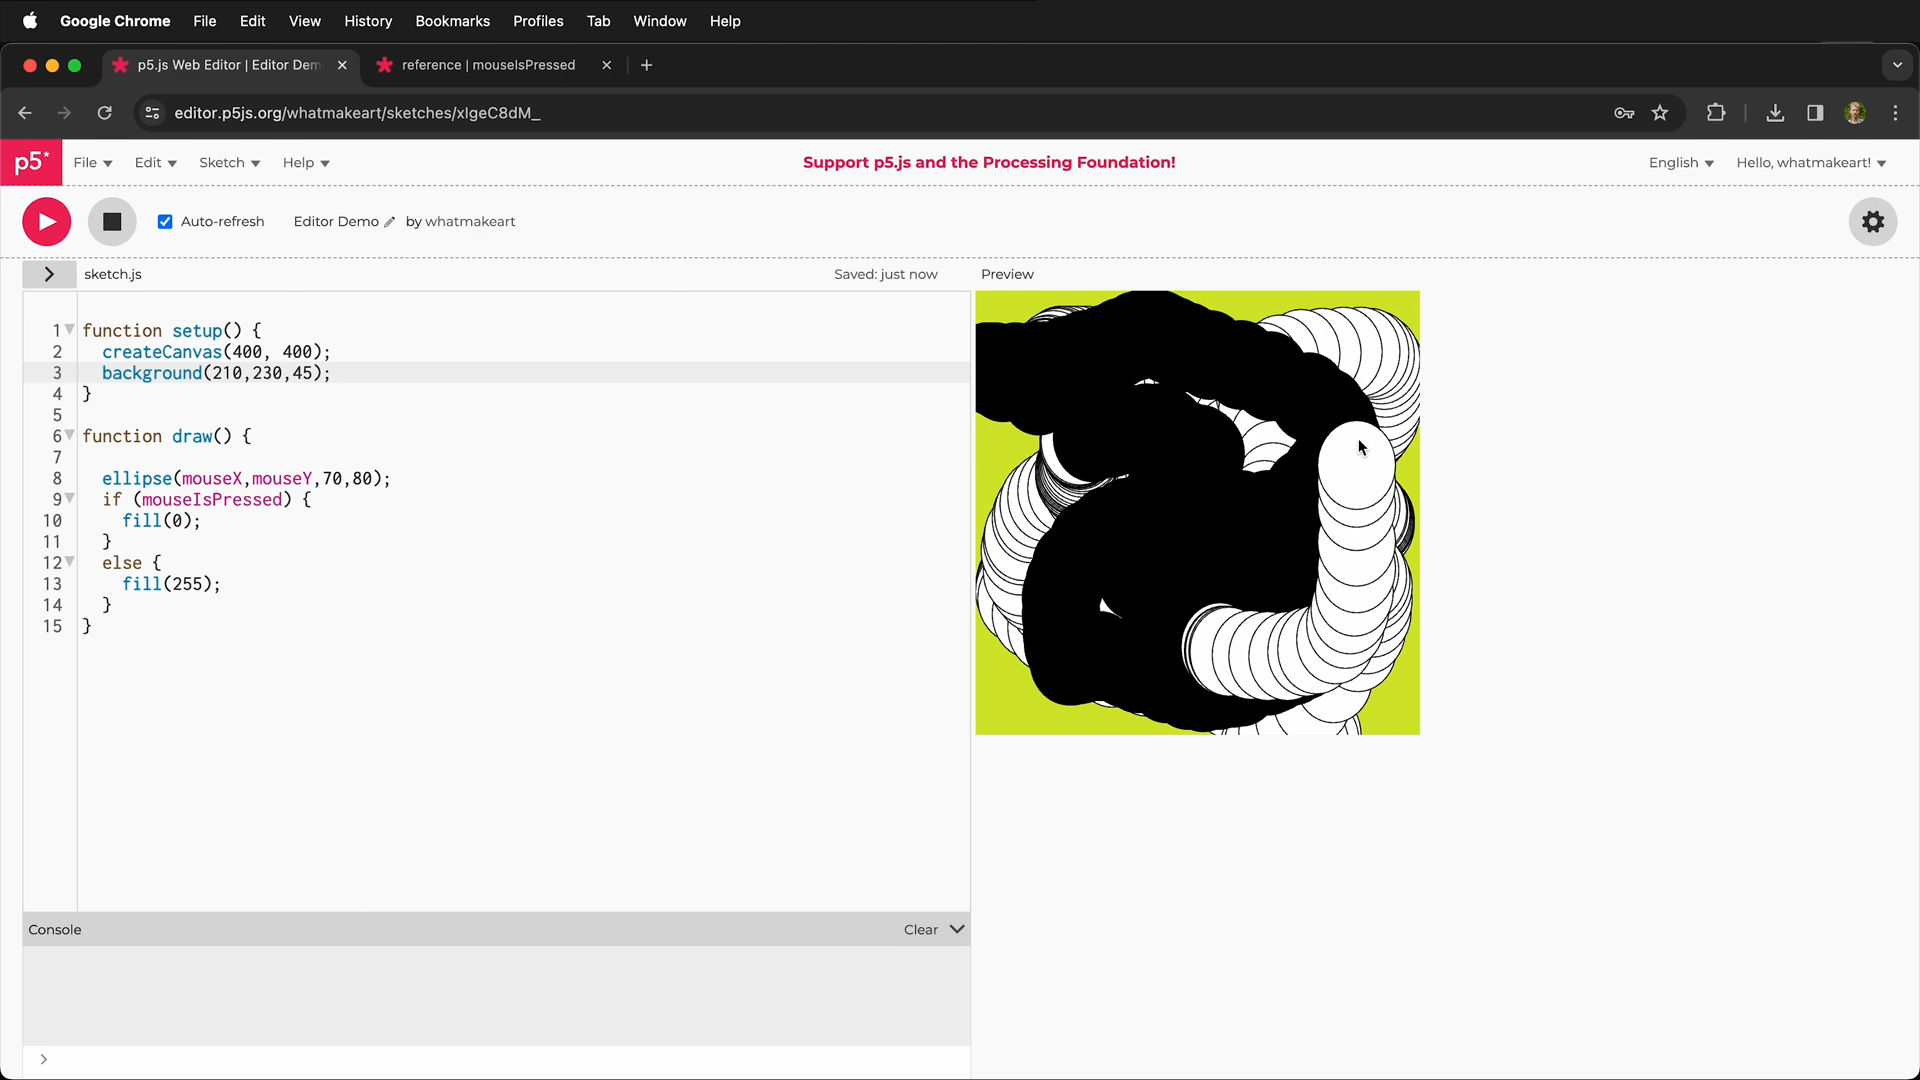 Google Chrome File Edit View History Bookmarks Profiles Tab Window Help
p5.js Web Editor | Editor Dem
reference | mouseIsPressed
editor.p5js.org/whatmakeart/sketches/xIgeC8dM_
p5* File Edit Sketch Help Support p5.js and the Processing Foundation! English Hello, whatmakeart!
Auto-refresh Editor Demo by whatmakeart
sketch.js Saved: just now Preview
1 function setup() {
2 createCanvas(400, 400);
3 background(210,230,45);
4 }
5
6 function draw() {
7
8 ellipse(mouseX,mouseY,70,80);
9 if (mouseIsPressed) {
10 fill(0);
11 }
12 else {
13 fill(255);
14 }
15 }
Console Clear
>